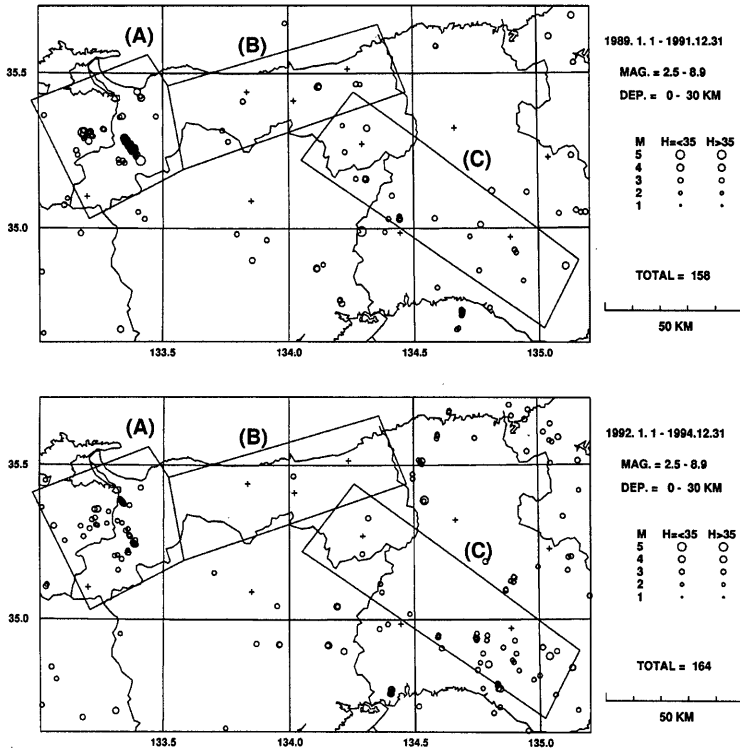 (A)
(B)
(C)
35.5
35.0
133.5
134.0
134.5
135.0
1989. 1. 1 - 1991.12.31
MAG. = 2.5 - 8.9
DEP. = 0 - 30 KM
M H=<35 H>35
5
4
3
2
1
TOTAL = 158
50 KM
(A)
(B)
(C)
35.5
35.0
133.5
134.0
134.5
135.0
1992. 1. 1 - 1994.12.31
MAG. = 2.5 - 8.9
DEP. = 0 - 30 KM
M H=<35 H>35
5
4
3
2
1
TOTAL = 164
50 KM